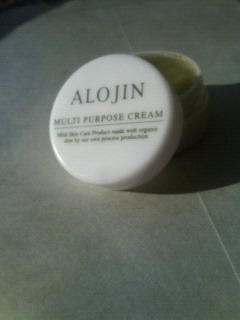 ALOJIN
MULTI PURPOSE CREAM
Mild Skin Care Product made with organic
aloe by our own process production